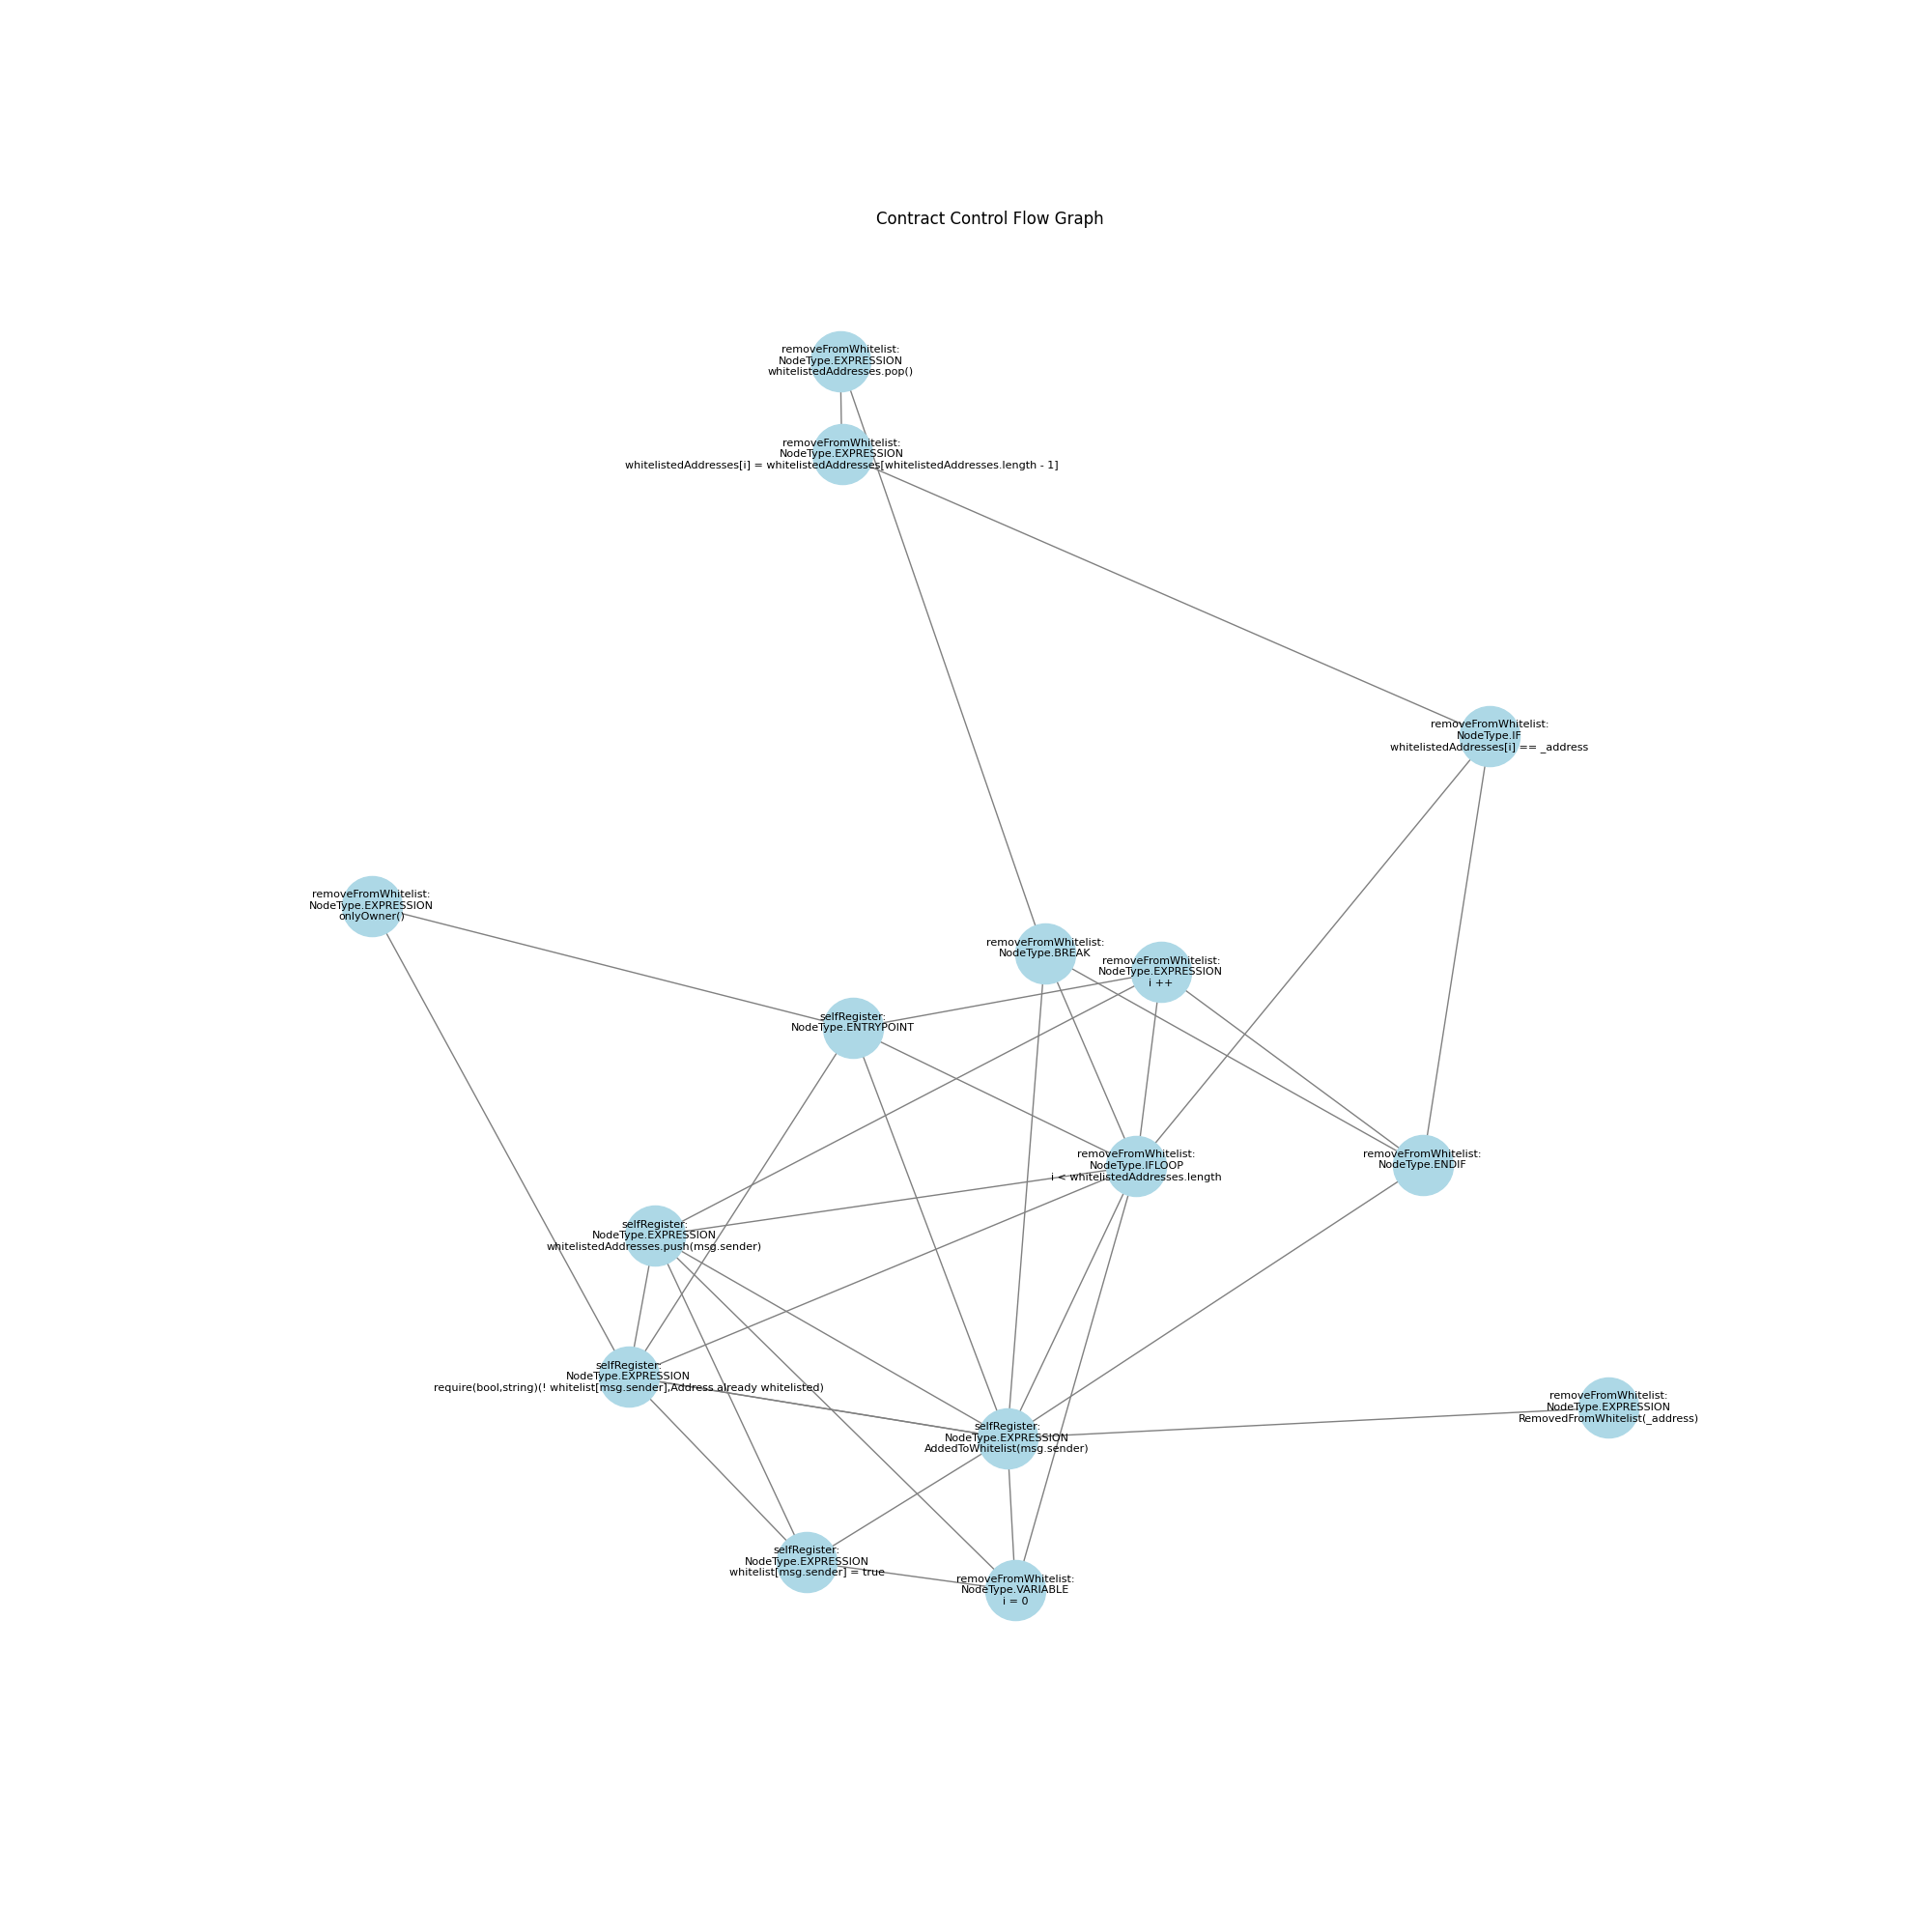 Contract Control Flow Graph
removeFromWhitelist:
NodeType.EXPRESSION
whitelistedAddresses.pop()
removeFromWhitelist:
NodeType.EXPRESSION
whitelistedAddresses[i] = whitelistedAddresses[whitelistedAddresses.length - 1]
removeFromWhitelist:
NodeType.IF
whitelistedAddresses[i] == _address
removeFromWhitelist:
NodeType.EXPRESSION
onlyOwner()
removeFromWhitelist:
NodeType.BREAK
removeFromWhitelist:
NodeType.EXPRESSION
i ++
selfRegister:
NodeType.ENTRYPOINT
removeFromWhitelist:
NodeType.IFLOOP
i < whitelistedAddresses.length
removeFromWhitelist:
NodeType.ENDIF
selfRegister:
NodeType.EXPRESSION
whitelistedAddresses.push(msg.sender)
selfRegister:
NodeType.EXPRESSION
require(bool,string)(! whitelist[msg.sender],Address already whitelisted)
removeFromWhitelist:
NodeType.EXPRESSION
RemovedFromWhitelist(_address)
selfRegister:
NodeType.EXPRESSION
AddedToWhitelist(msg.sender)
selfRegister:
NodeType.EXPRESSION
whitelist[msg.sender] = true
removeFromWhitelist:
NodeType.VARIABLE
i = 0